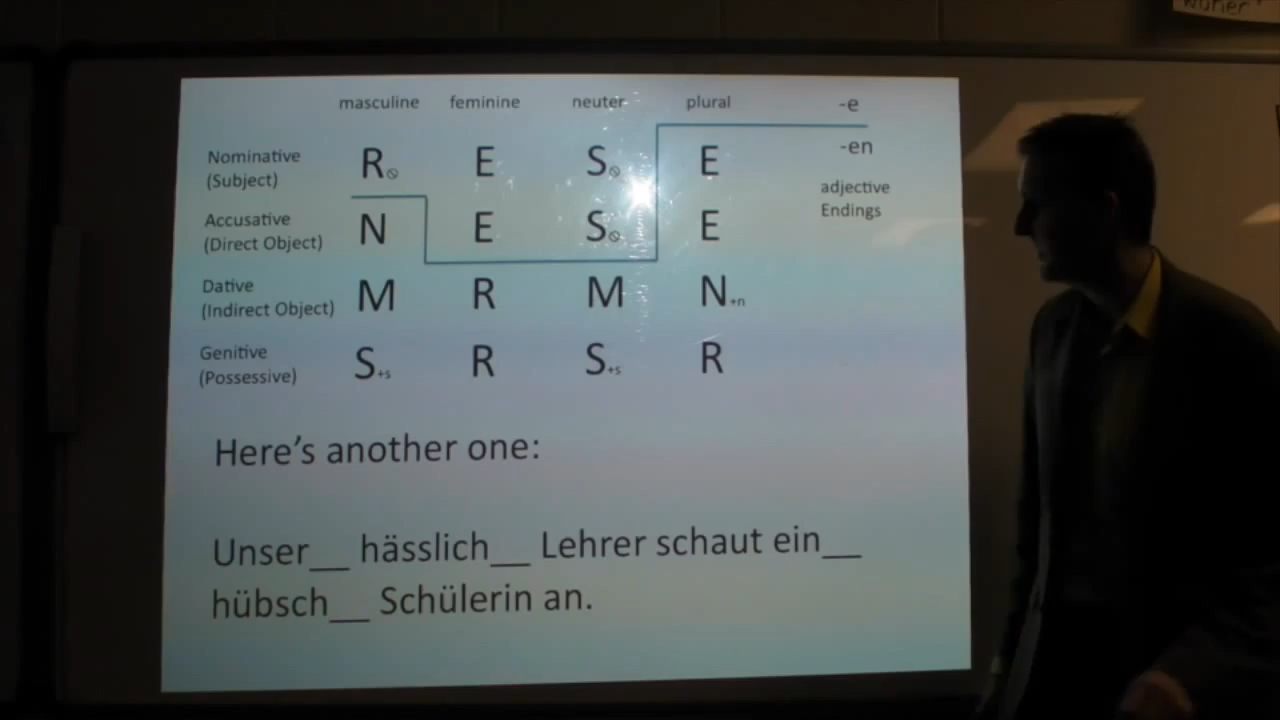 masculine feminine neuter plural -e
-en
Nominative R⦸ E S⦸ E
(Subject)
adjective
Endings
Accusative N E S⦸ E
(Direct Object)
Dative M R M N+n
(Indirect Object)
Genitive S+s R S+s R
(Possessive)
Here's another one:
Unser__ hässlich__ Lehrer schaut ein__
hübsch__ Schülerin an.